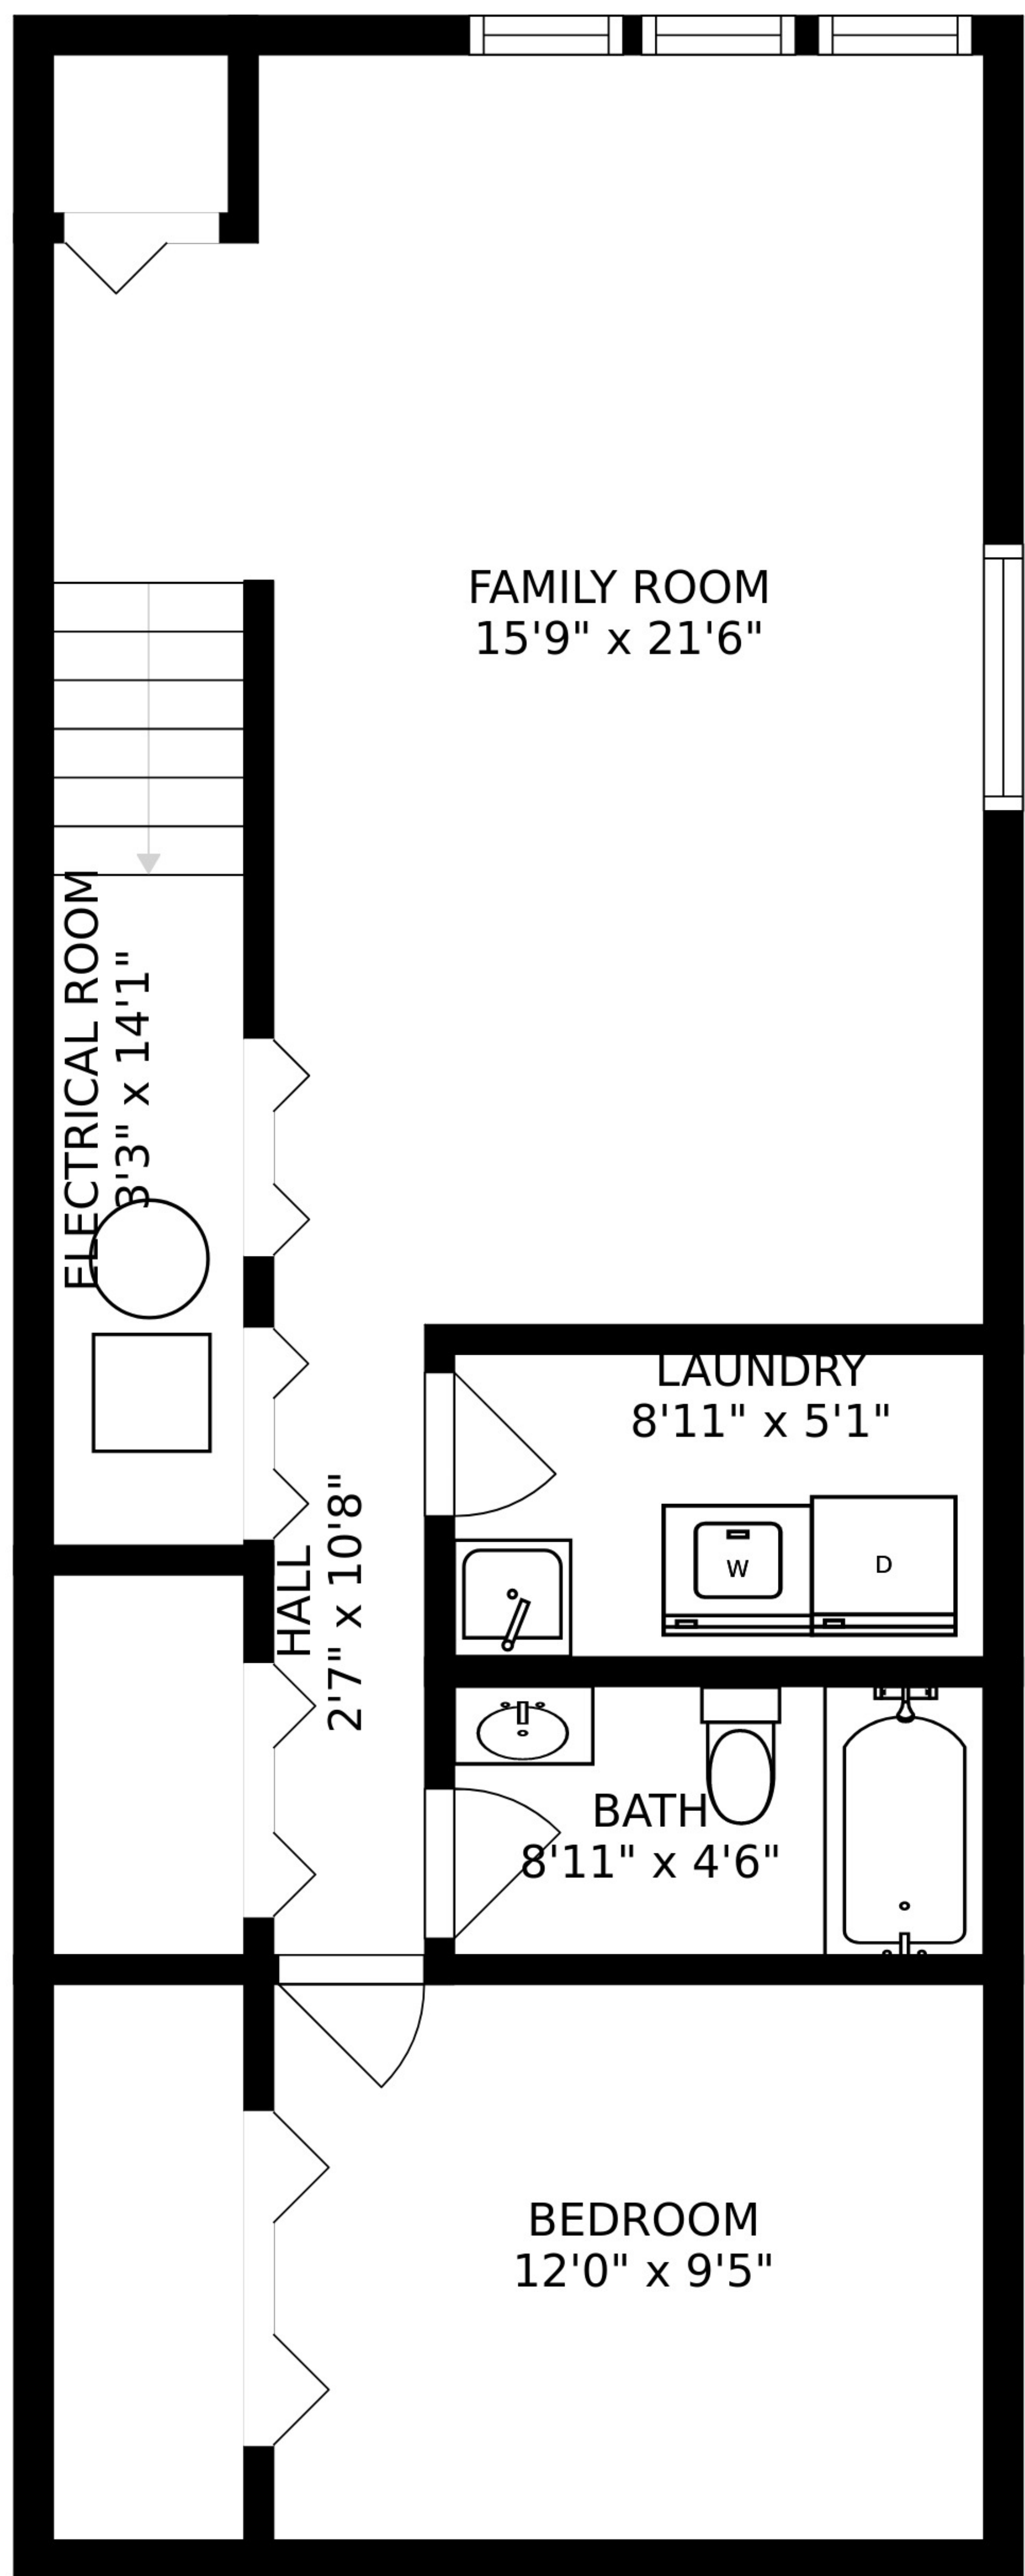 FAMILY ROOM
15'9" x 21'6"
ELECTRICAL ROOM
3'3" x 14'1"
LAUNDRY
8'11" x 5'1"
W
D
HALL
2'7" x 10'8"
BATH
8'11" x 4'6"
BEDROOM
12'0" x 9'5"